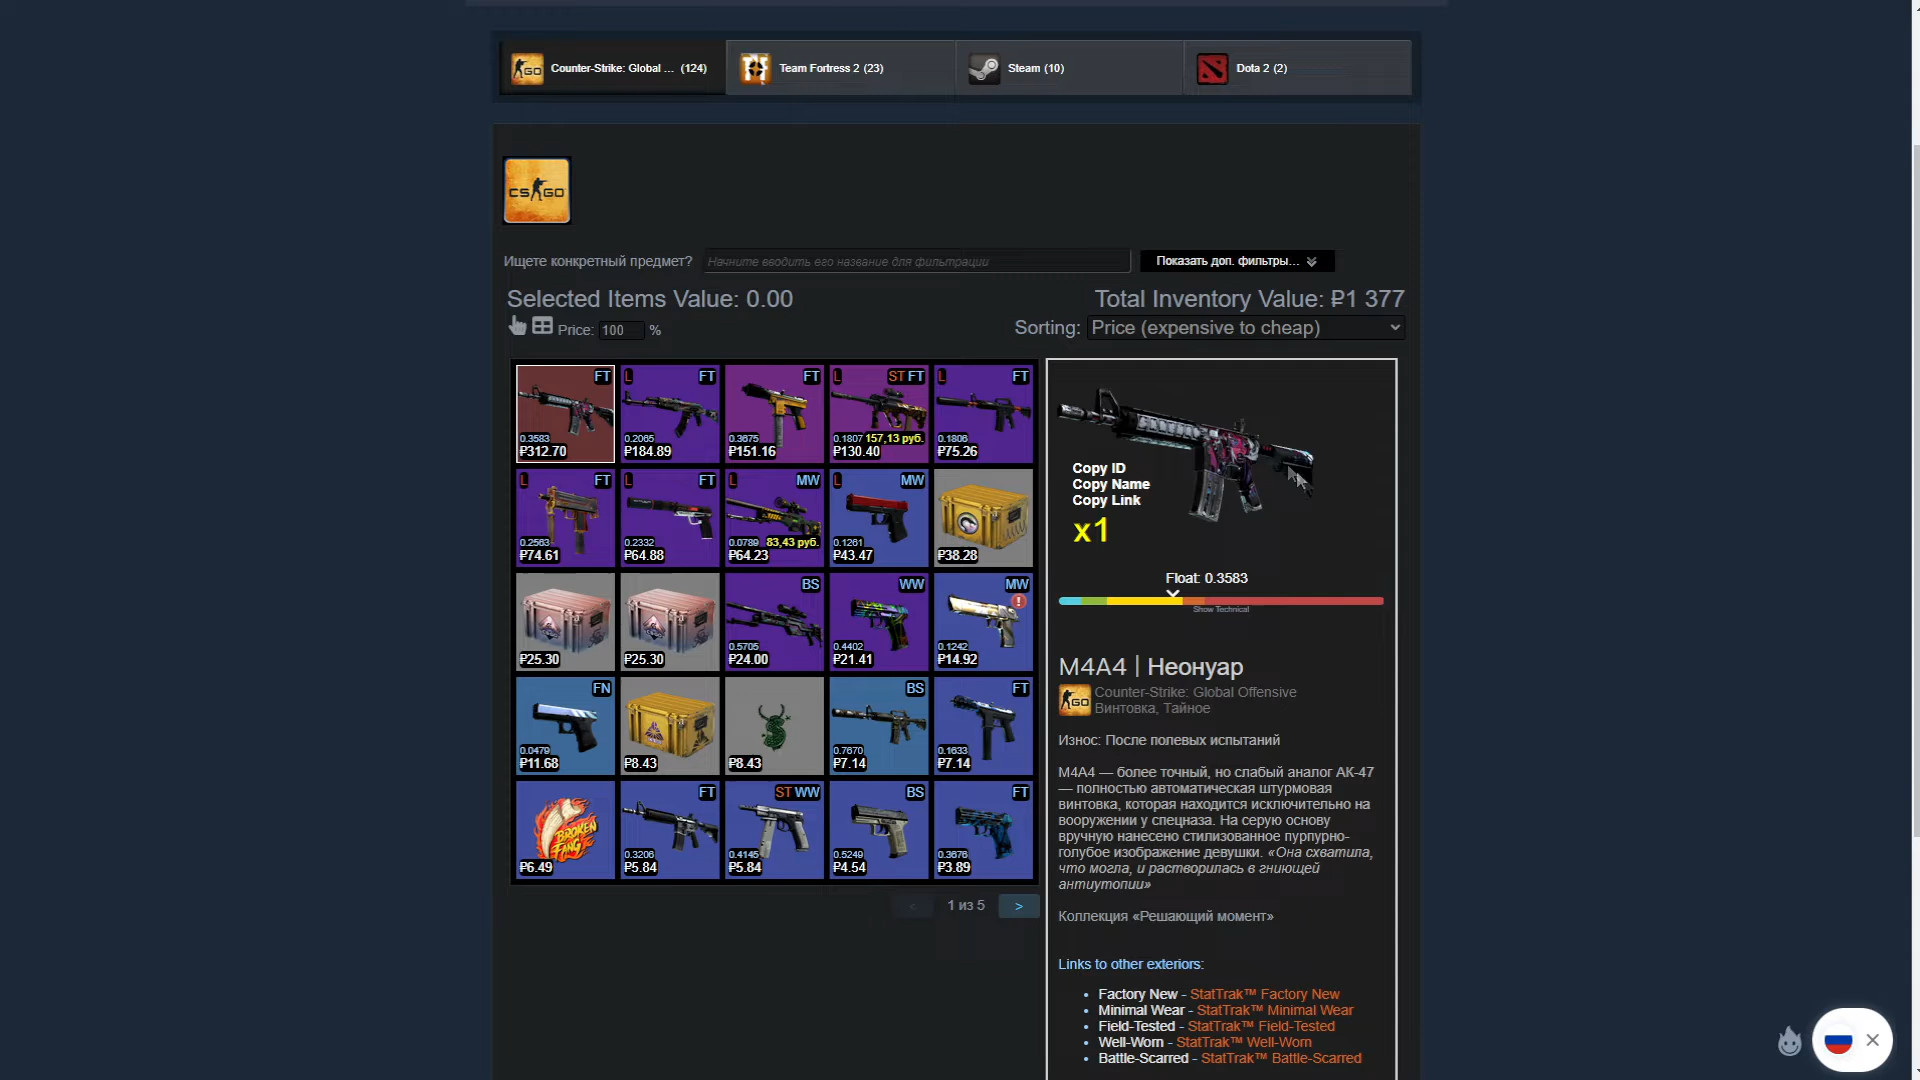 Counter-Strike: Global ... (124)
Team Fortress 2 (23)
Steam (10)
Dota 2 (2)
CS GO
Ищете конкретный предмет?
Начните вводить его название для фильтрации
Показать доп. фильтры...
Selected Items Value: 0.00
Total Inventory Value: ₽1 377
Price: 100 %
Sorting: Price (expensive to cheap)
FT
0.3583
₽312.70
L FT
0.2065
₽184.89
FT
0.3675
₽151.16
L ST FT
0.1807 157,13 руб.
₽130.40
L FT
0.1806
₽75.26
L FT
0.2563
₽74.61
L FT
0.2332
₽64.88
L MW
0.0789 83,43 руб.
₽64.23
L MW
0.1261
₽43.47
₽38.28
₽25.30
₽25.30
BS
0.5705
₽24.00
WW
0.4402
₽21.41
MW
0.1242
₽14.92
FN
0.0479
₽11.68
₽8.43
₽8.43
BS
0.7670
₽7.14
FT
0.1633
₽7.14
BROKEN
FANG
₽6.49
FT
0.3206
₽5.84
ST WW
0.4145
₽5.84
BS
0.5249
₽4.54
FT
0.3676
₽3.89
< 1 из 5 >
Copy ID
Copy Name
Copy Link
x1
Float: 0.3583
Show Technical
M4A4 | Неонуар
Counter-Strike: Global Offensive
Винтовка, Тайное
Износ: После полевых испытаний
M4A4 — более точный, но слабый аналог AK-47
— полностью автоматическая штурмовая
винтовка, которая находится исключительно на
вооружении у спецназа. На серую основу
вручную нанесено стилизованное пурпурно-
голубое изображение девушки. «Она схватила,
что могла, и растворилась в гниющей
антиутопии»
Коллекция «Решающий момент»
Links to other exteriors:
Factory New - StatTrak™ Factory New
Minimal Wear - StatTrak™ Minimal Wear
Field-Tested - StatTrak™ Field-Tested
Well-Worn - StatTrak™ Well-Worn
Battle-Scarred - StatTrak™ Battle-Scarred